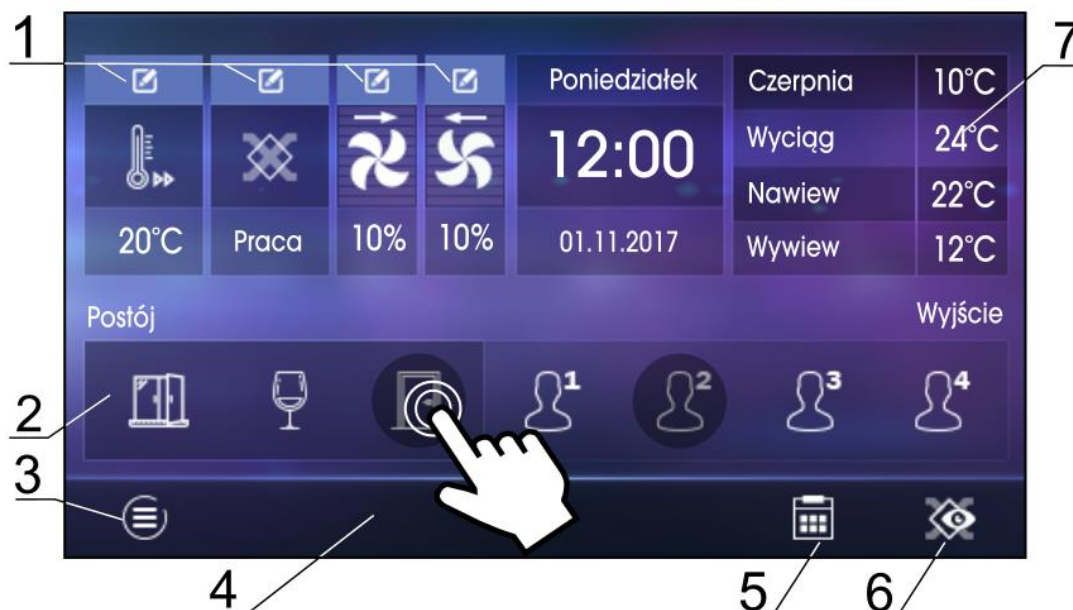 1
7
Poniedziałek
Czerpnia 10°C
12:00
Wyciąg 24°C
Nawiew 22°C
20°C Praca 10% 10% 01.11.2017
Wywiew 12°C
Postój Wyjście
1 2 3 4
2
3
4 5 6